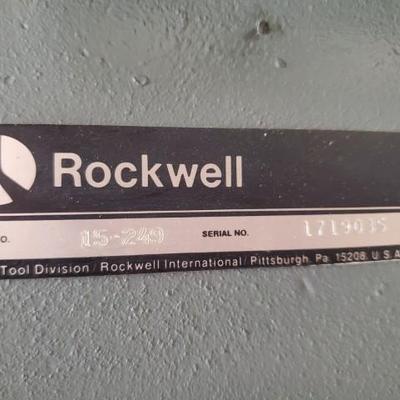 Rockwell
O. 15-249 SERIAL NO. 1719035
Tool Division / Rockwell International / Pittsburgh, Pa. 15208. U.S.A